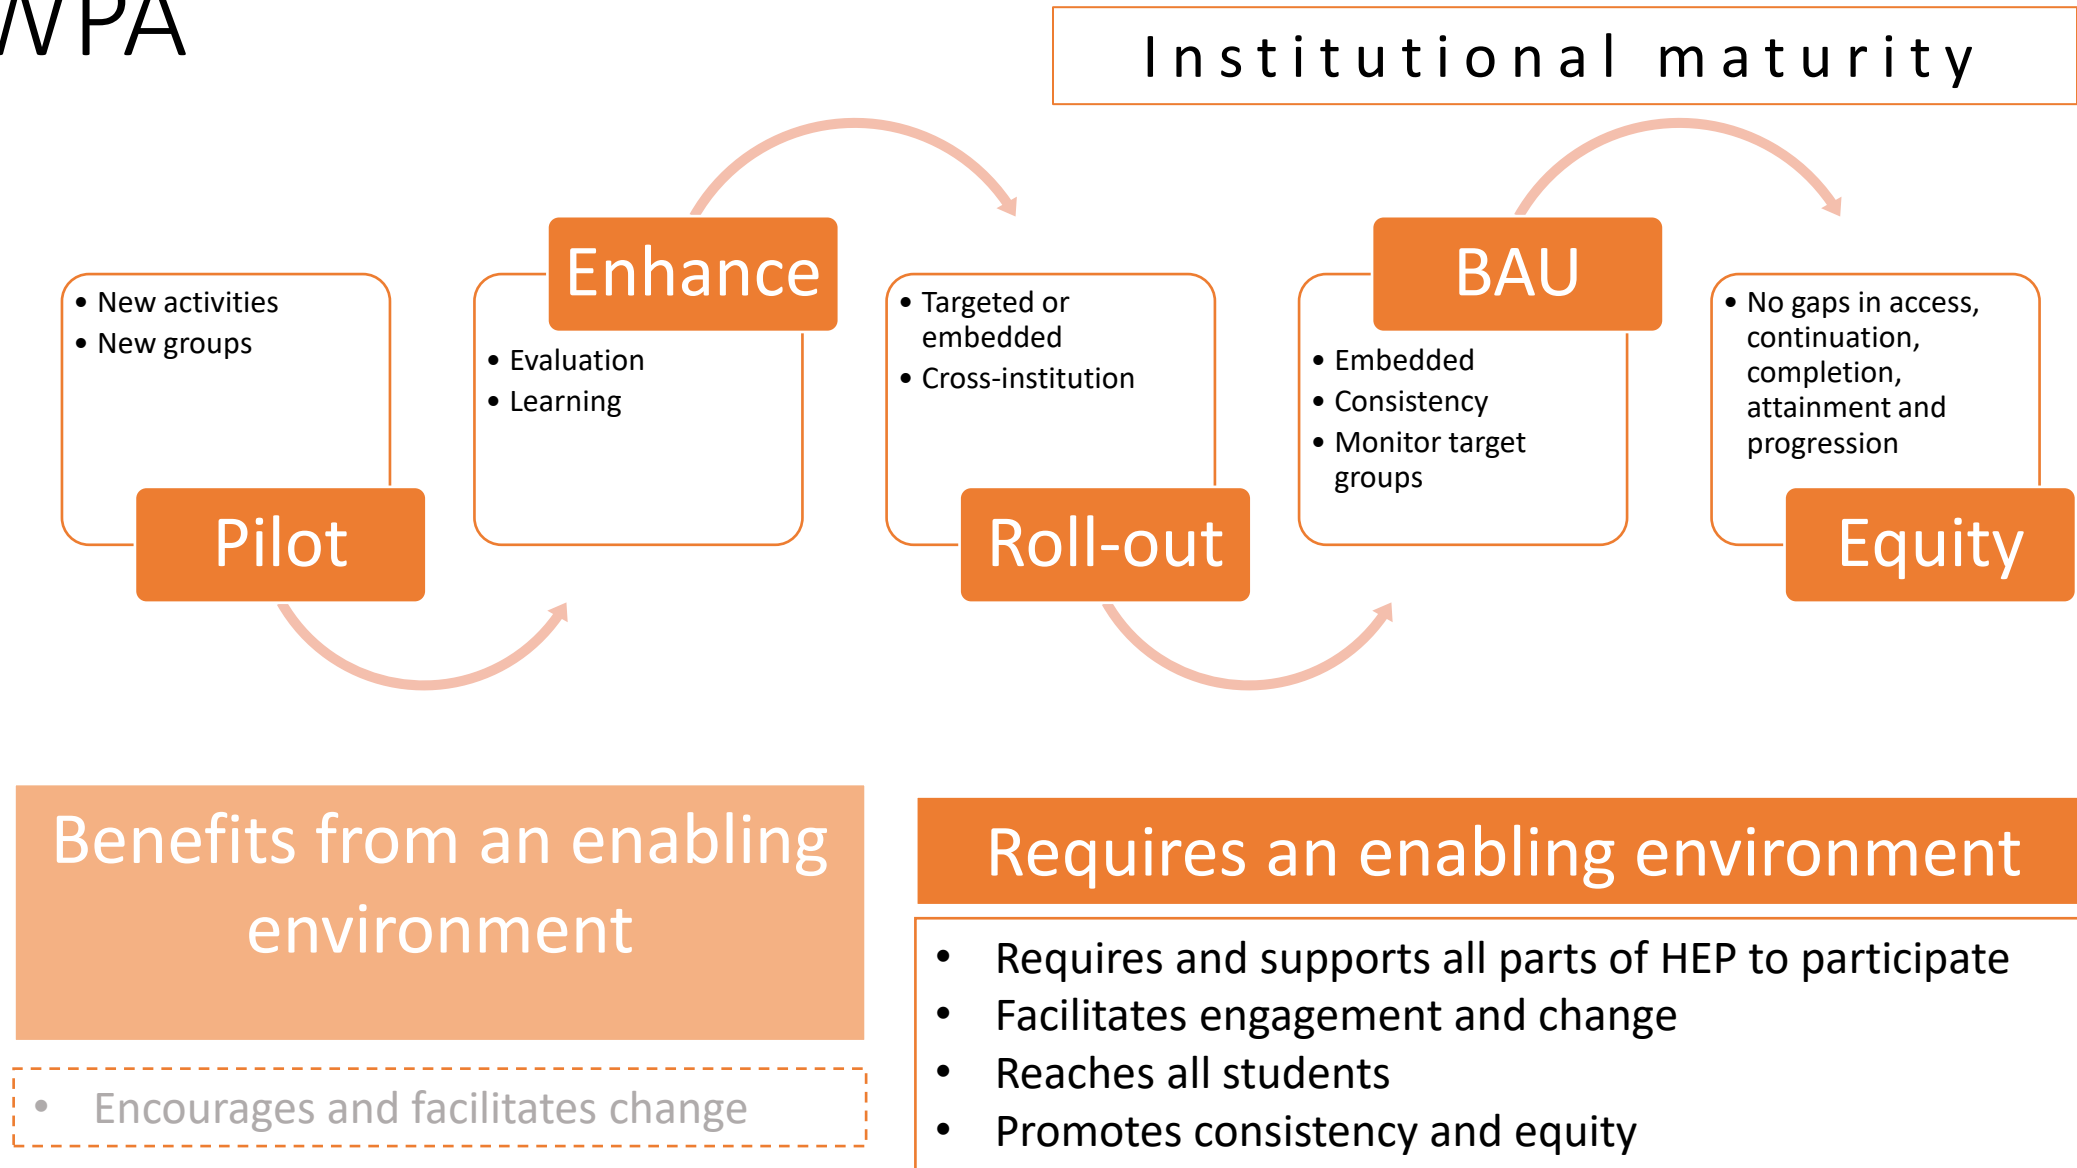 WPA
Institutional maturity
• New activities
• New groups
Pilot
Enhance
• Evaluation
• Learning
• Targeted or
embedded
• Cross-institution
Roll-out
BAU
• Embedded
• Consistency
• Monitor target
groups
• No gaps in access,
continuation,
completion,
attainment and
progression
Equity
Benefits from an enabling
environment
• Encourages and facilitates change
Requires an enabling environment
• Requires and supports all parts of HEP to participate
• Facilitates engagement and change
• Reaches all students
• Promotes consistency and equity